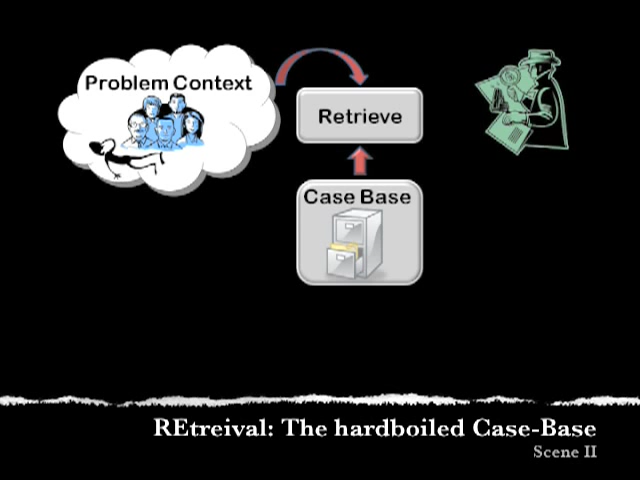 Problem Context
Retrieve
Case Base
REtreival: The hardboiled Case-Base
Scene II